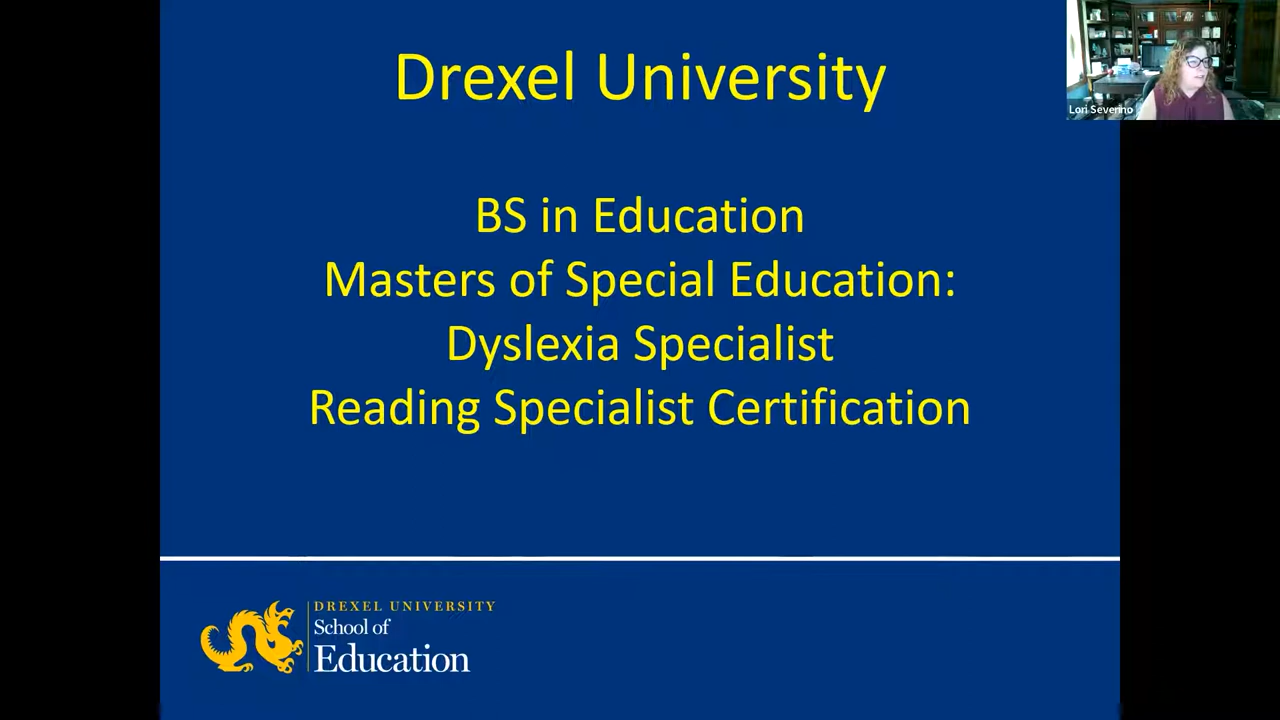 Drexel University
Lori Severino
BS in Education
Masters of Special Education:
Dyslexia Specialist
Reading Specialist Certification
DREXEL UNIVERSITY
School of
Education